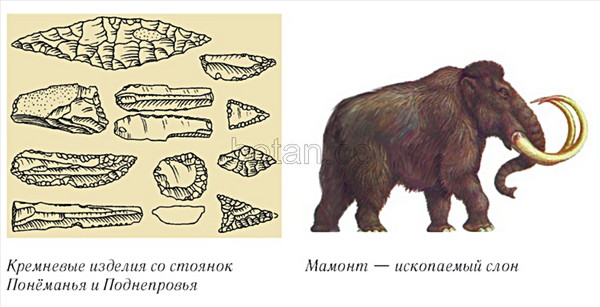 Кремневые изделия со стоянок
Понёманья и Поднепровья
Мамонт — ископаемый слон